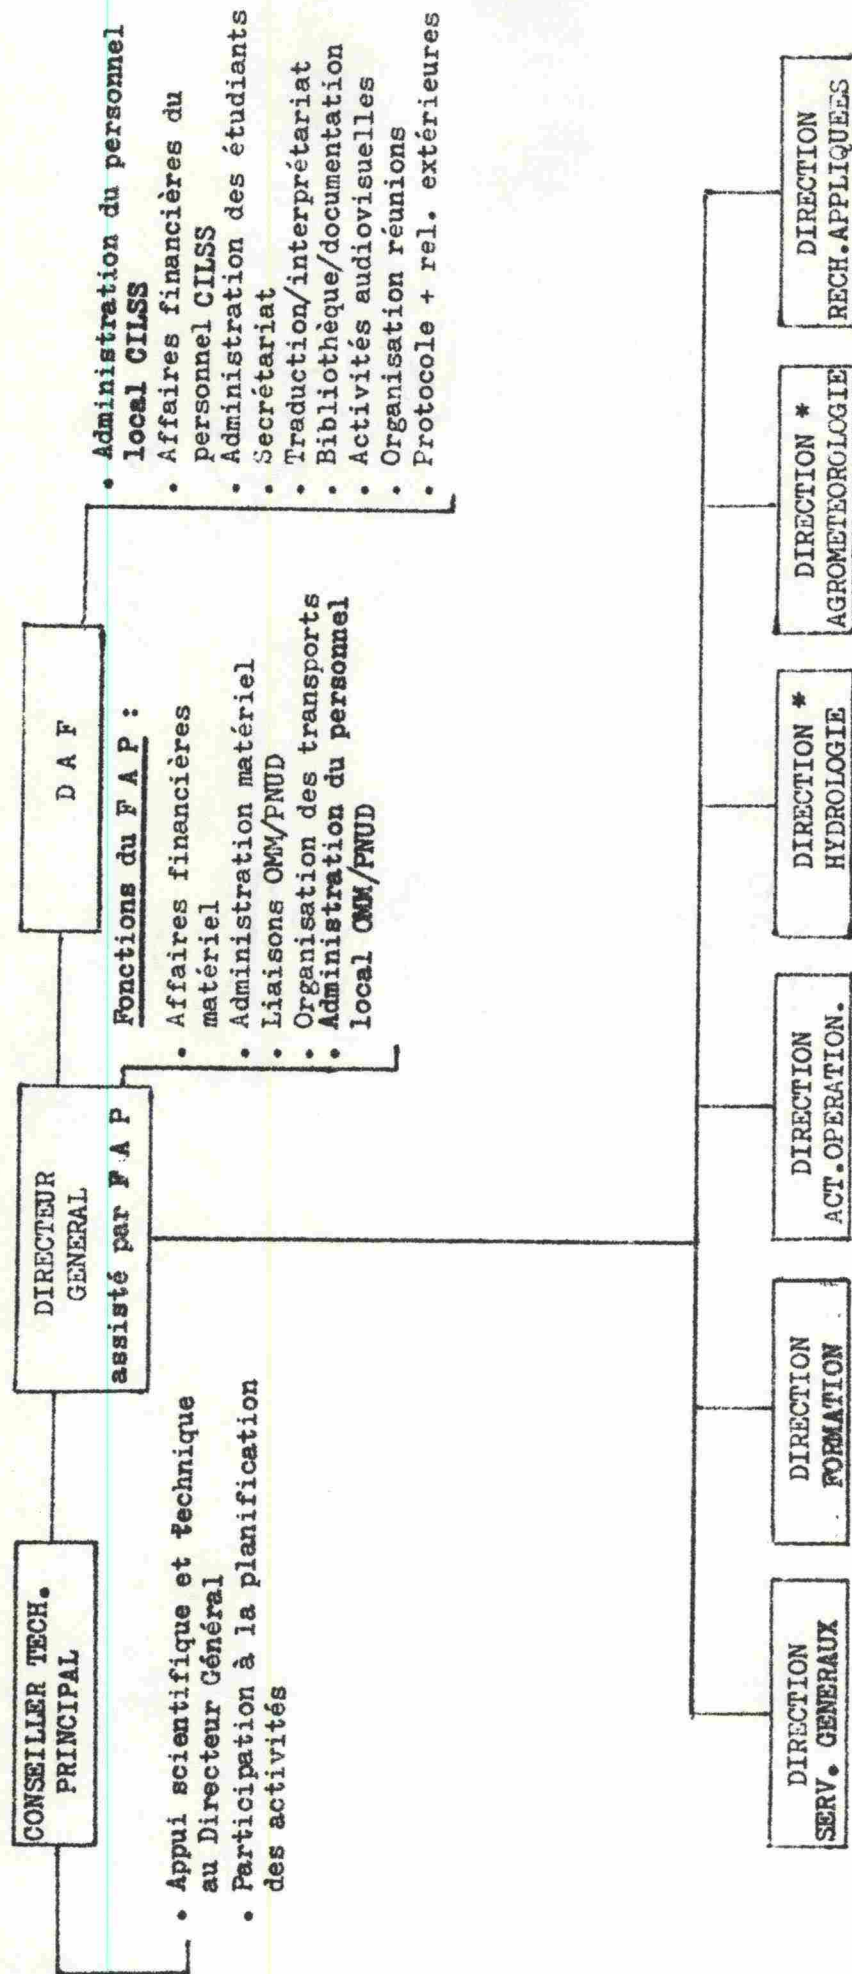 CONSEILLER TECH.
PRINCIPAL
• Appui scientifique et technique
au Directeur Général
• Participation à la planification
des activités
DIRECTEUR
GENERAL
assisté par F A P
D A F
Fonctions du F A P :
• Affaires financières
matériel
• Administration matériel
• Liaisons OMM/PNUD
• Organisation des transports
• Administration du personnel
local OMM/PNUD
• Administration du personnel
local CILSS
• Affaires financières du
personnel CILSS
• Administration des étudiants
• Secrétariat
• Traduction/interprétariat
• Bibliothèque/documentation
• Activités audiovisuelles
• Organisation réunions
• Protocole + rel. extérieures
DIRECTION
SERV. GENERAUX
DIRECTION
FORMATION
DIRECTION
ACT.OPERATION.
DIRECTION *
HYDROLOGIE
DIRECTION *
AGROMETEOROLOGIE
DIRECTION
RECH.APPLIQUEES